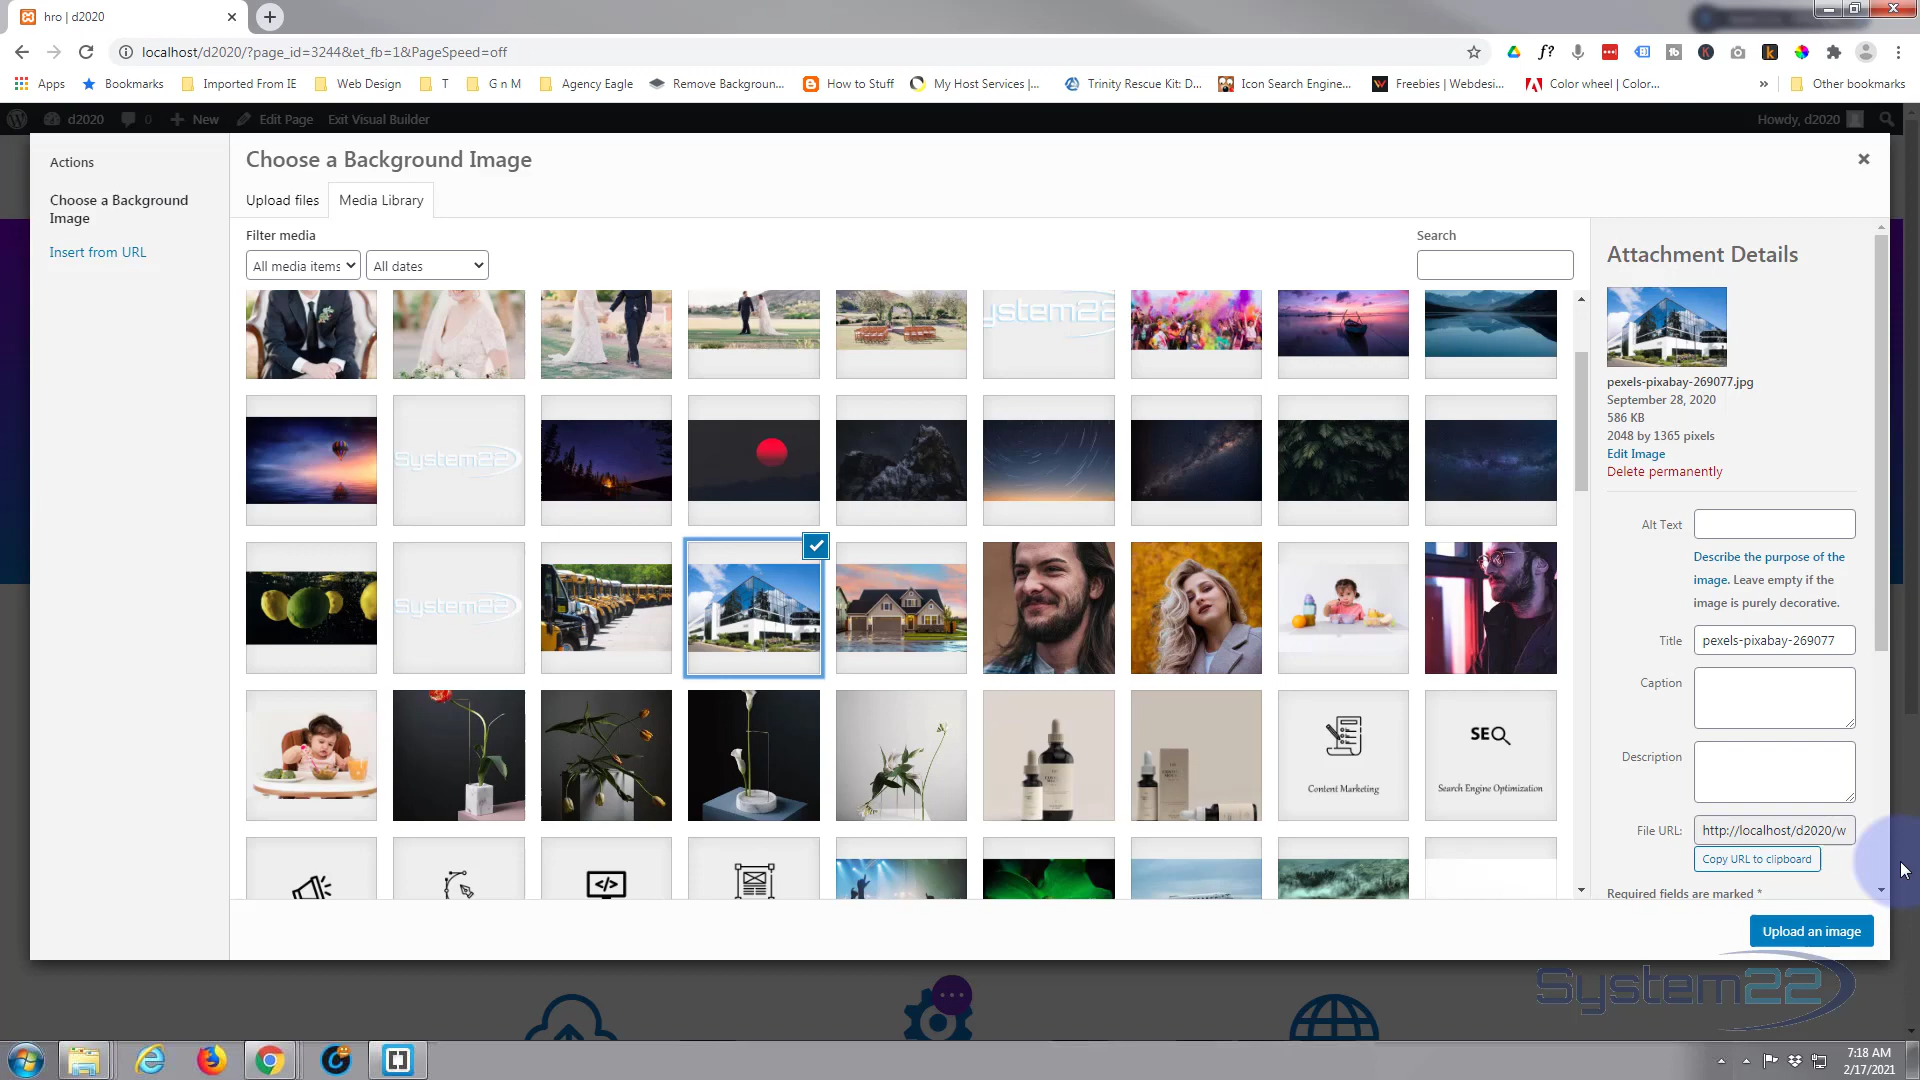 hro | d2020
localhost/d2020/?page_id=3244&et_fb=1&PageSpeed=off
Apps
Bookmarks
Imported From IE
Web Design
T
G n M
Agency Eagle
Remove Backgroun...
How to Stuff
My Host Services |...
Trinity Rescue Kit: D...
Icon Search Engine...
Freebies | Webdesi...
Color wheel | Color...
»
Other bookmarks
d2020
0
New
Edit Page
Exit Visual Builder
Howdy, d2020
Actions
Choose a Background
Image
Insert from URL
Choose a Background Image
Upload files
Media Library
Filter media
All media items
All dates
Search
System22
System22
Content Marketing
SEO
Search Engine Optimization
Attachment Details
pexels-pixabay-269077.jpg
September 28, 2020
586 KB
2048 by 1365 pixels
Edit Image
Delete permanently
Alt Text
Describe the purpose of the
image. Leave empty if the
image is purely decorative.
Title
pexels-pixabay-269077
Caption
Description
File URL:
http://localhost/d2020/w
Copy URL to clipboard
Required fields are marked *
Upload an image
System22
7:18 AM
2/17/2021